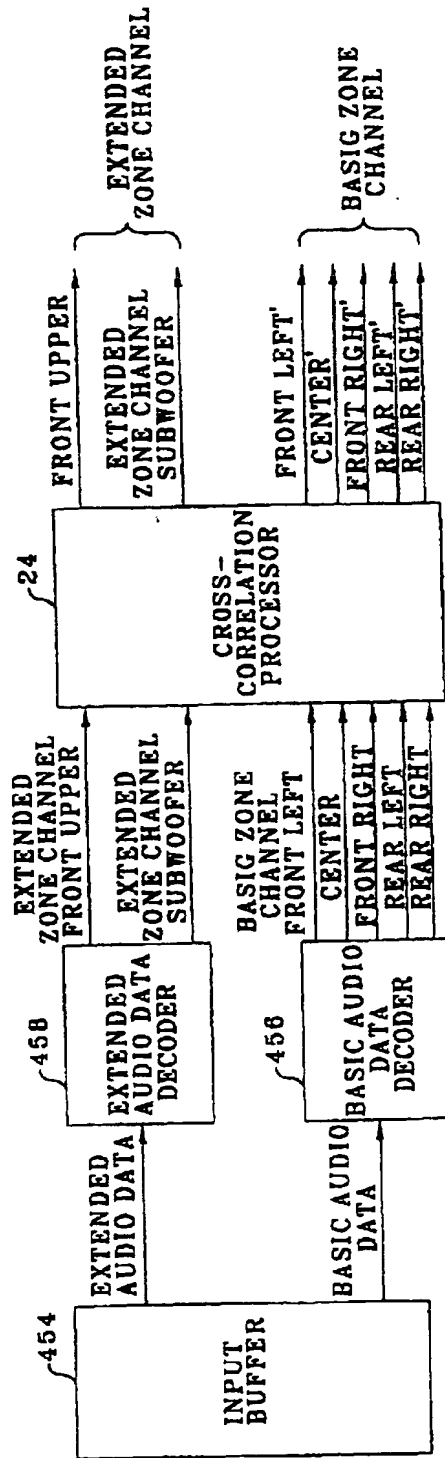 454
INPUT
BUFFER
EXTENDED
AUDIO DATA
BASIC AUDIO
DATA
458
EXTENDED
AUDIO DATA
DECODER
456
BASIC AUDIO
DATA
DECODER
EXTENDED
ZONE CHANNEL
FRONT UPPER
EXTENDED
ZONE CHANNEL
SUBWOOFER
BASIG ZONE
CHANNEL
FRONT LEFT
CENTER
FRONT RIGHT
REAR LEFT
REAR RIGHT
24
CROSS-
CORRELATION
PROCESSOR
FRONT UPPER
EXTENDED
ZONE CHANNEL
SUBWOOFER
FRONT LEFT'
CENTER'
FRONT RIGHT'
REAR LEFT'
REAR RIGHT'
EXTENDED
ZONE CHANNEL
BASIG ZONE
CHANNEL